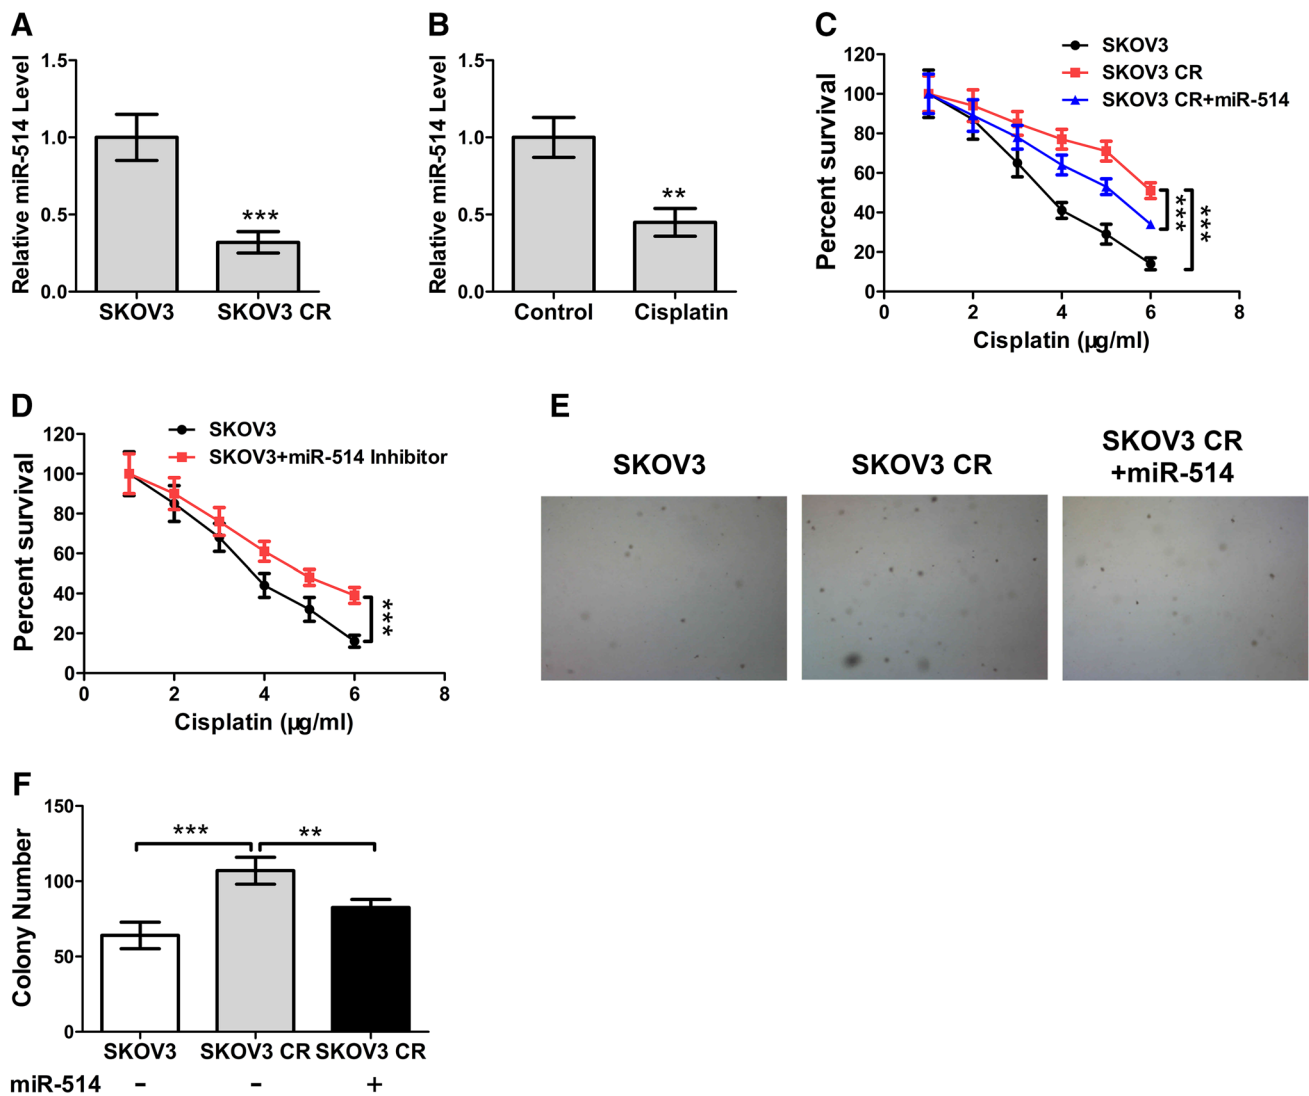 A
Relative miR-514 Level
1.5
1.0
0.5
0.0
***
SKOV3
SKOV3 CR
B
Relative miR-514 Level
1.5
1.0
0.5
0.0
**
Control
Cisplatin
C
SKOV3
SKOV3 CR
SKOV3 CR+miR-514
Percent survival
120
100
80
60
40
20
0
0
2
4
6
8
***
***
Cisplatin (µg/ml)
D
SKOV3
SKOV3+miR-514 Inhibitor
Percent survival
120
100
80
60
40
20
0
0
2
4
6
8
***
Cisplatin (µg/ml)
E
SKOV3
SKOV3 CR
SKOV3 CR
+miR-514
F
Colony Number
150
100
50
0
***
**
SKOV3
SKOV3 CR
SKOV3 CR
miR-514
-
-
+